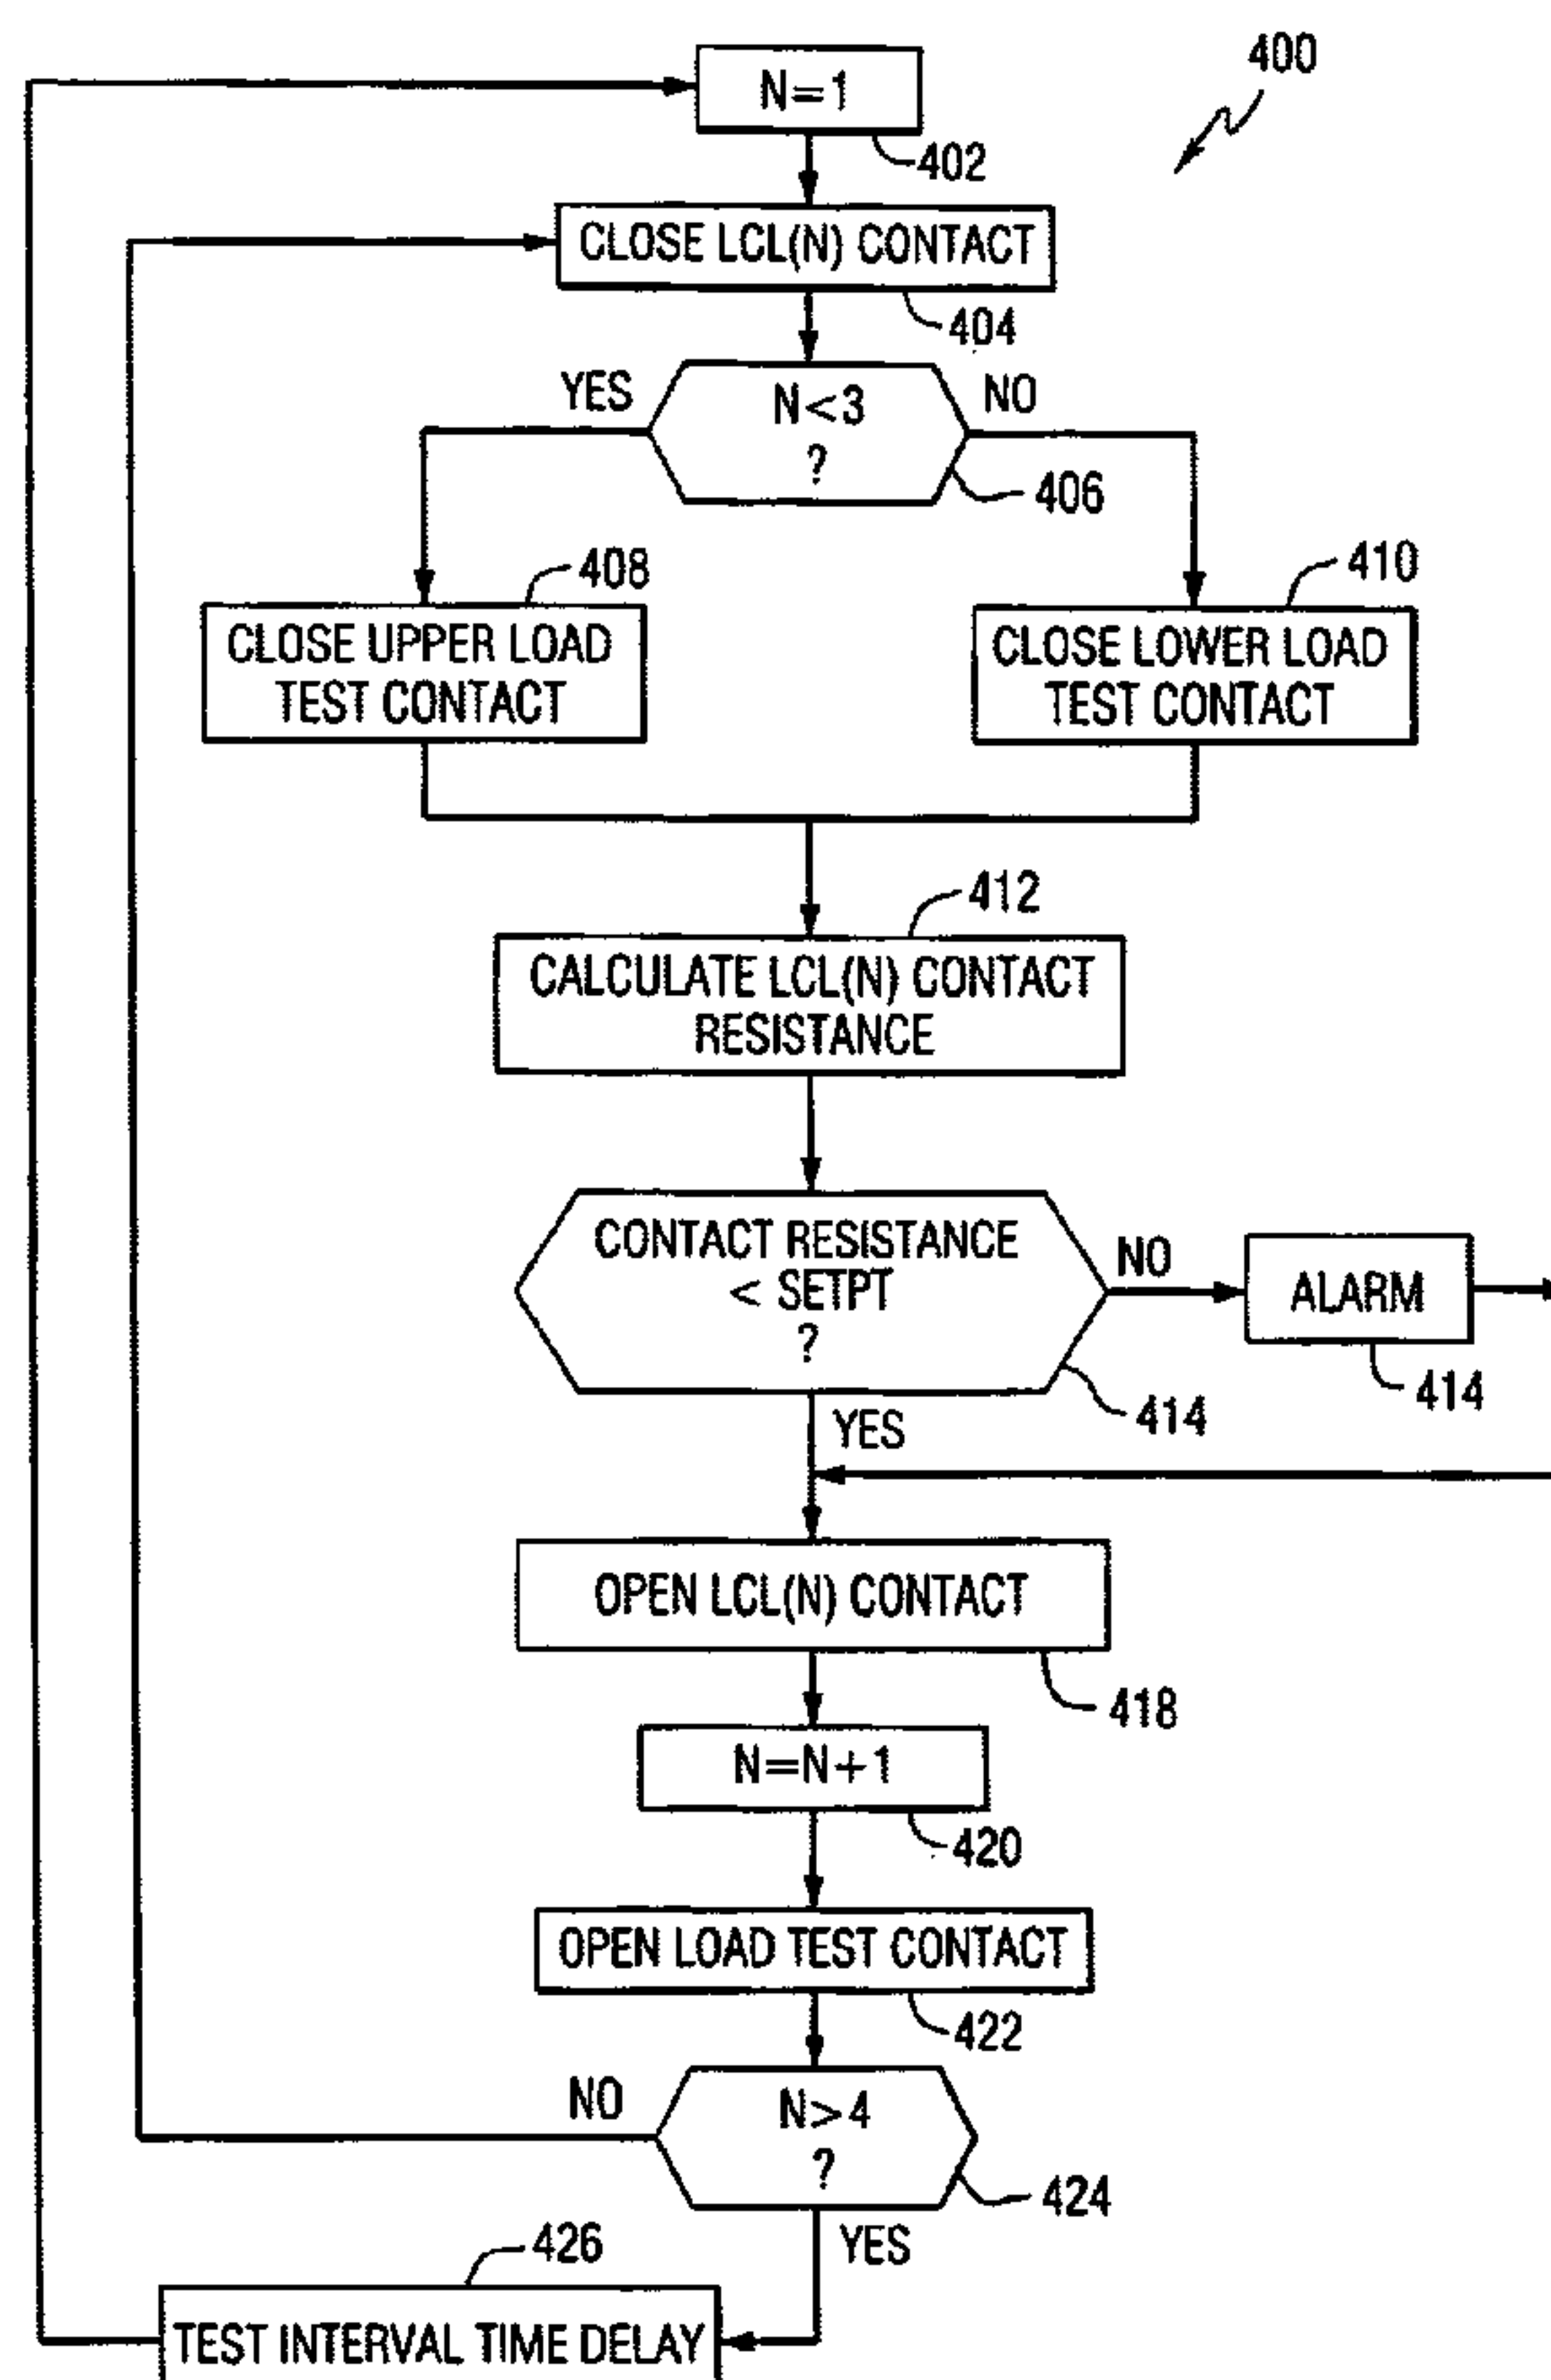 400
N=1
402
CLOSE LCL(N) CONTACT
404
YES
N<3
?
NO
406
408
CLOSE UPPER LOAD
TEST CONTACT
410
CLOSE LOWER LOAD
TEST CONTACT
412
CALCULATE LCL(N) CONTACT
RESISTANCE
CONTACT RESISTANCE
< SETPT
?
NO
ALARM
414
414
YES
OPEN LCL(N) CONTACT
418
N=N+1
420
OPEN LOAD TEST CONTACT
422
NO
N>4
?
424
YES
426
TEST INTERVAL TIME DELAY